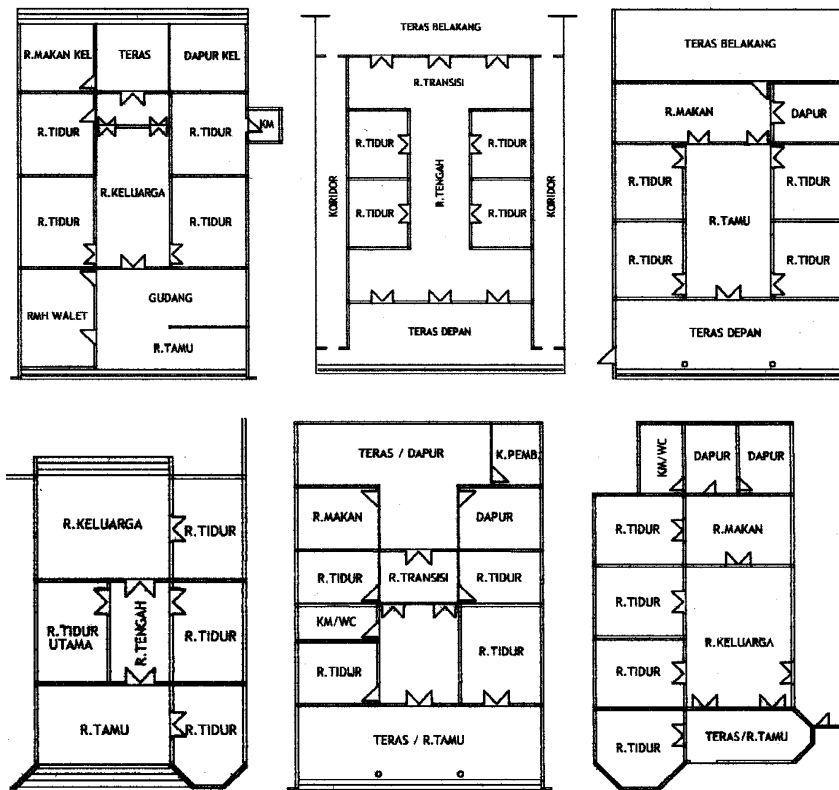 R.MAKAN KEL
TERAS
DAPUR KEL
R.TIDUR
R.TIDUR
KM
R.KELUARGA
R.TIDUR
R.TIDUR
GUDANG
RMH WALET
R.TAMU
TERAS BELAKANG
R.TRANSISI
R.TIDUR
R.TIDUR
KORIDOR
R.TENGAH
KORIDOR
R.TIDUR
R.TIDUR
TERAS DEPAN
TERAS BELAKANG
R.MAKAN
DAPUR
R.TIDUR
R.TIDUR
R.TAMU
R.TIDUR
R.TIDUR
TERAS DEPAN
R.KELUARGA
R.TIDUR
R.TIDUR
UTAMA
R.TENGAH
R.TIDUR
R.TAMU
R.TIDUR
TERAS / DAPUR
K.PEMB.
R.MAKAN
DAPUR
R.TIDUR
R.TRANSISI
R.TIDUR
KM/WC
R.TIDUR
R.TIDUR
TERAS / R.TAMU
KM/WC
DAPUR
DAPUR
R.TIDUR
R.MAKAN
R.TIDUR
R.KELUARGA
R.TIDUR
R.TIDUR
TERAS/R.TAMU